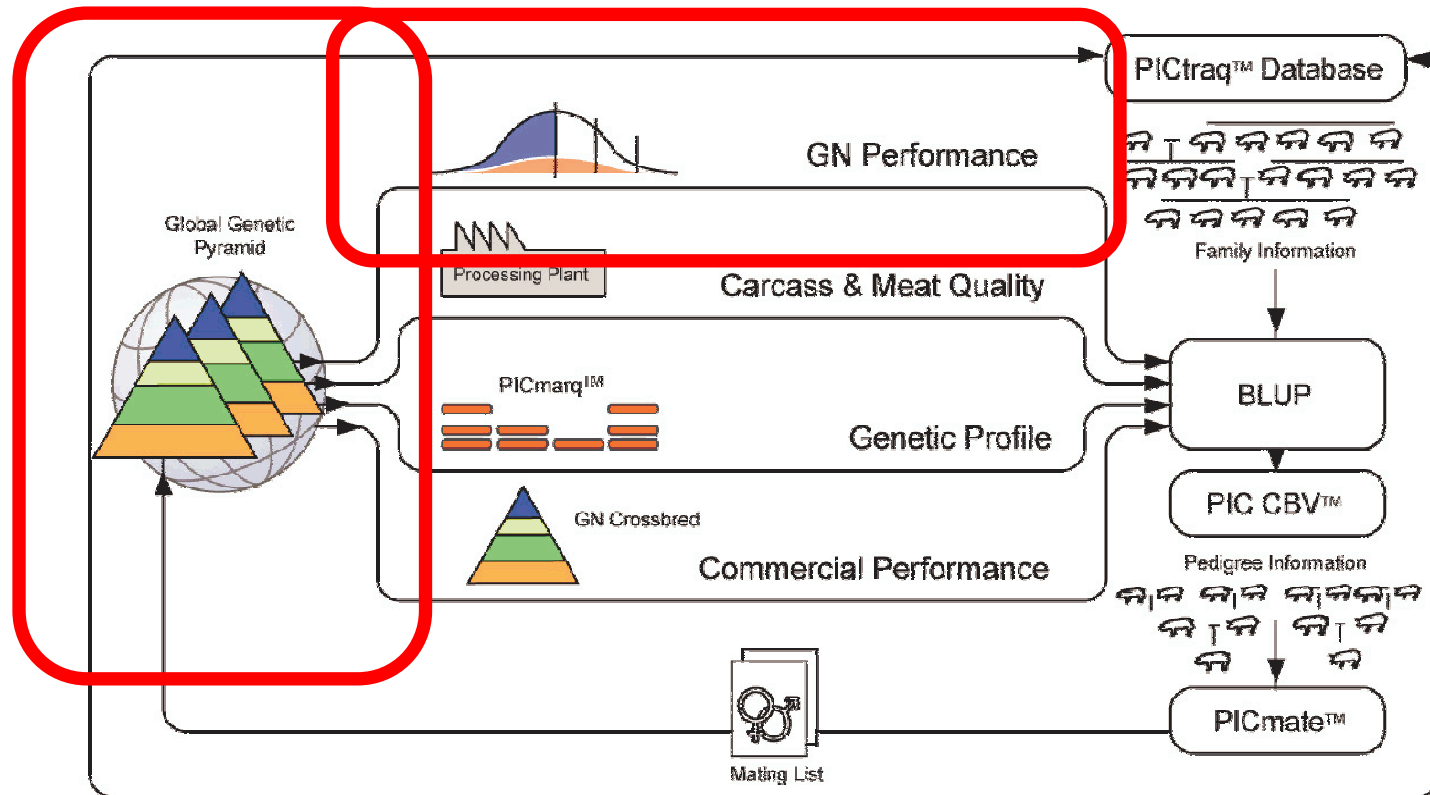 PICtraq™ Database
GN Performance
Global Genetic
Pyramid
Family Information
Processing Plant
Carcass & Meat Quality
PICmarq™
BLUP
Genetic Profile
PIC CBV™
GN Crossbred
Pedigree Information
Commercial Performance
PICmate™
Mating List